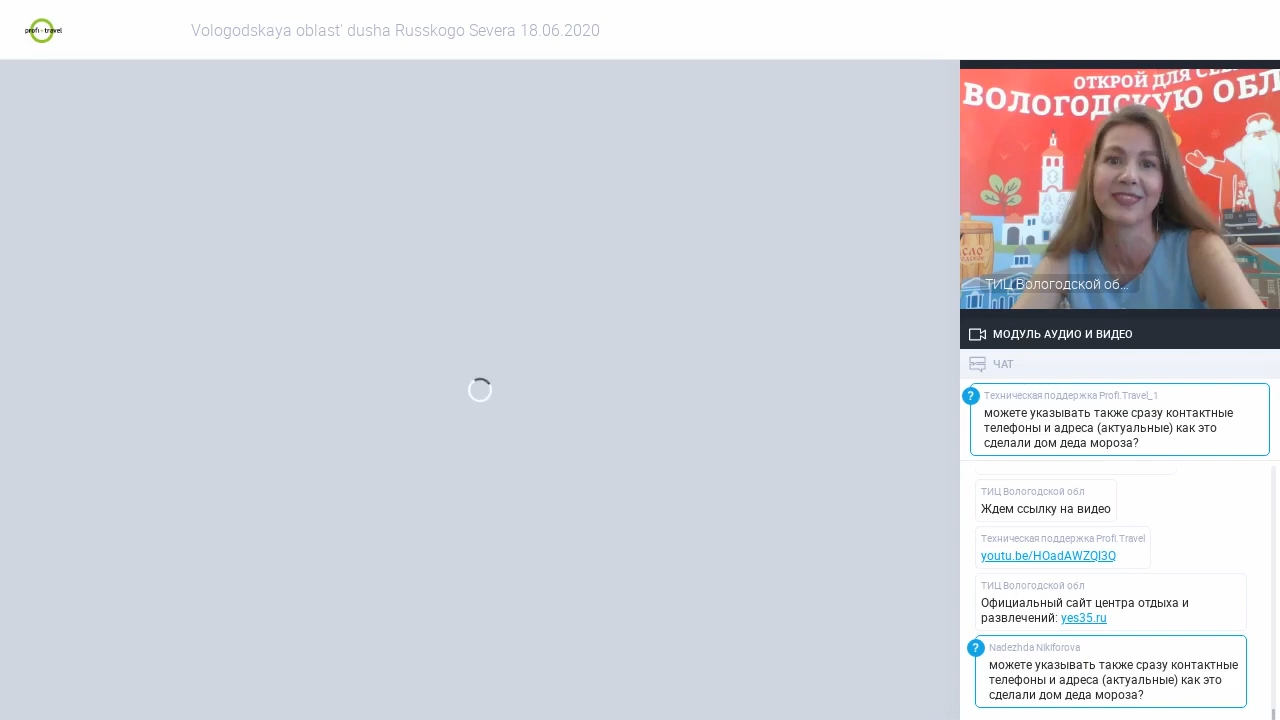 profi travel
Vologodskaya oblast' dusha Russkogo Severa 18.06.2020
ОТКРОЙ ДЛЯ
ВОЛОГОДСКУЮ ОБЛ
ТИЦ Вологодской об...
МОДУЛЬ АУДИО И ВИДЕО
ЧАТ
?
Техническая поддержка Profi.Travel_1
можете указывать также сразу контактные
телефоны и адреса (актуальные) как это
сделали дом деда мороза?
ТИЦ Вологодской обл
Ждем ссылку на видео
Техническая поддержка Profi.Travel
youtu.be/HOadAWZQI3Q
ТИЦ Вологодской обл
Официальный сайт центра отдыха и
развлечений: yes35.ru
?
Nadezhda Nikiforova
можете указывать также сразу контактные
телефоны и адреса (актуальные) как это
сделали дом деда мороза?